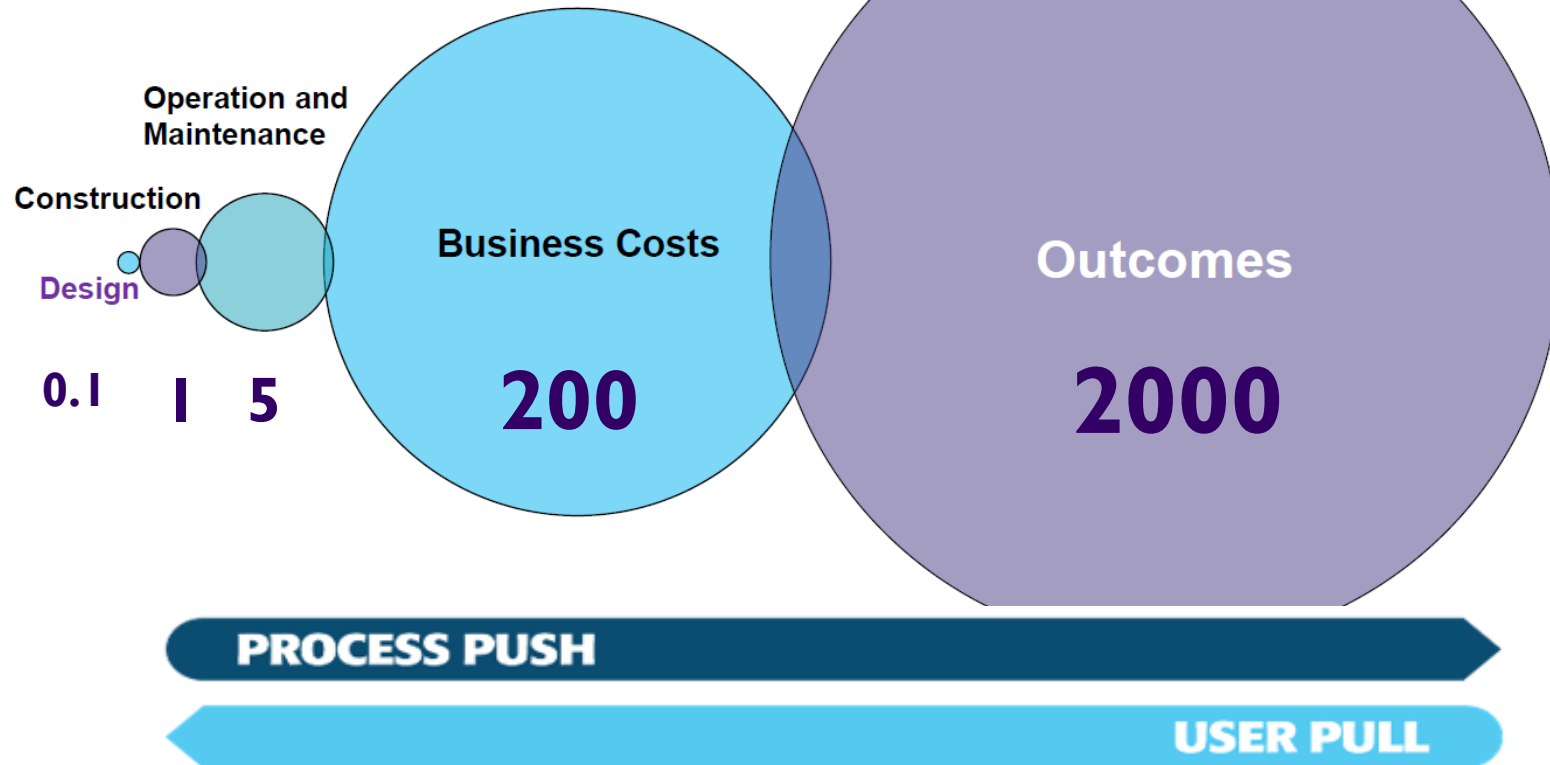 Operation and
Maintenance
Construction
Design
Business Costs
Outcomes
0.1
1
5
200
2000
PROCESS PUSH
USER PULL